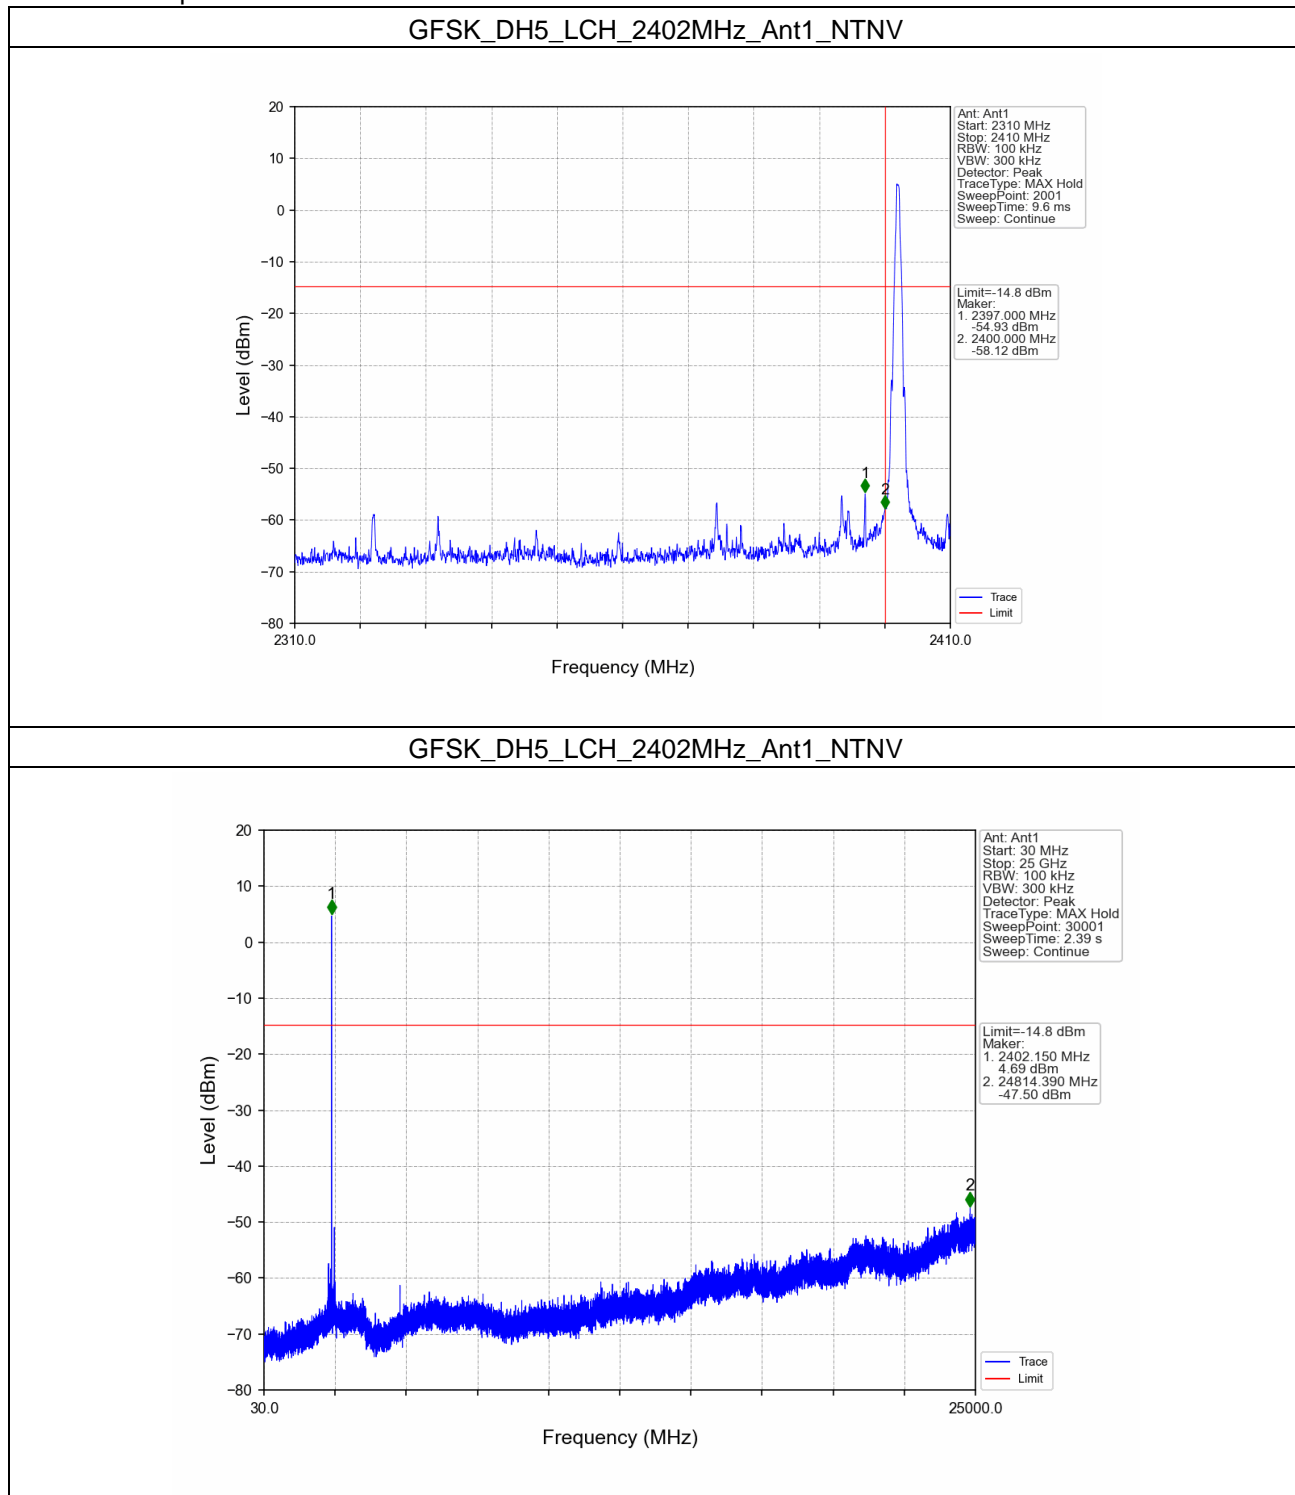 GFSK_DH5_LCH_2402MHz_Ant1_NTNV
20
10
0
−10
−20
−30
−40
−50
−60
−70
−80
Level (dBm)
1
2
2310.0
2410.0
Frequency (MHz)
Ant: Ant1
Start: 2310 MHz
Stop: 2410 MHz
RBW: 100 kHz
VBW: 300 kHz
Detector: Peak
TraceType: MAX Hold
SweepPoint: 2001
SweepTime: 9.6 ms
Sweep: Continue
Limit=-14.8 dBm
Maker:
1. 2397.000 MHz
-54.93 dBm
2. 2400.000 MHz
-58.12 dBm
Trace
Limit
GFSK_DH5_LCH_2402MHz_Ant1_NTNV
20
10
0
−10
−20
−30
−40
−50
−60
−70
−80
Level (dBm)
1
2
30.0
25000.0
Frequency (MHz)
Ant: Ant1
Start: 30 MHz
Stop: 25 GHz
RBW: 100 kHz
VBW: 300 kHz
Detector: Peak
TraceType: MAX Hold
SweepPoint: 30001
SweepTime: 2.39 s
Sweep: Continue
Limit=-14.8 dBm
Maker:
1. 2402.150 MHz
4.69 dBm
2. 24814.390 MHz
-47.50 dBm
Trace
Limit